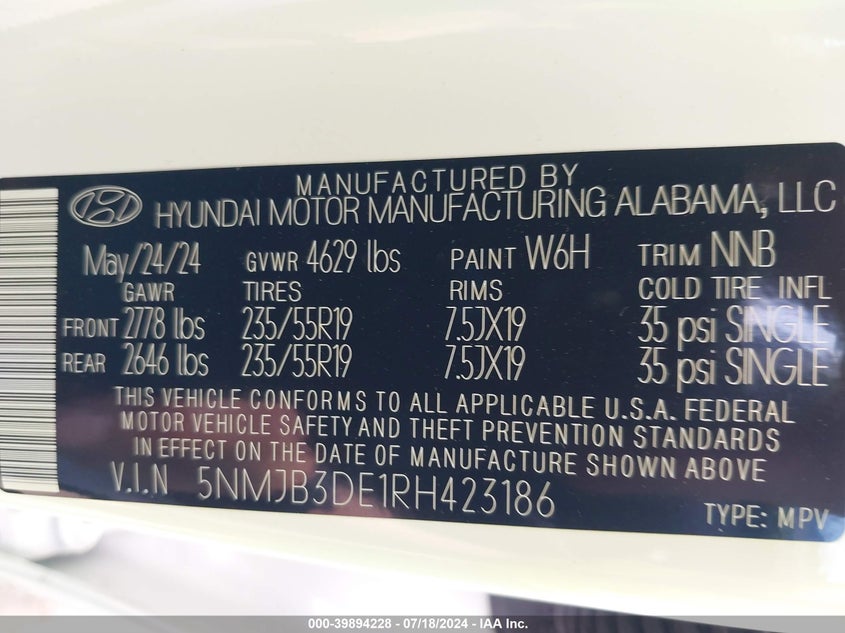 MANUFACTURED BY
HYUNDAI MOTOR MANUFACTURING ALABAMA, LLC
May/24/24 GVWR 4629 lbs PAINT W6H TRIM NNB
GAWR TIRES RIMS COLD TIRE INFL
FRONT 2778 lbs 235/55R19 7.5JX19 35 psi SINGLE
REAR 2646 lbs 235/55R19 7.5JX19 35 psi SINGLE
THIS VEHICLE CONFORMS TO ALL APPLICABLE U.S.A. FEDERAL
MOTOR VEHICLE SAFETY AND THEFT PREVENTION STANDARDS
IN EFFECT ON THE DATE OF MANUFACTURE SHOWN ABOVE
V.I.N 5NMJB3DE1RH423186
TYPE: MPV
000-39894228 - 07/18/2024 - IAA Inc.